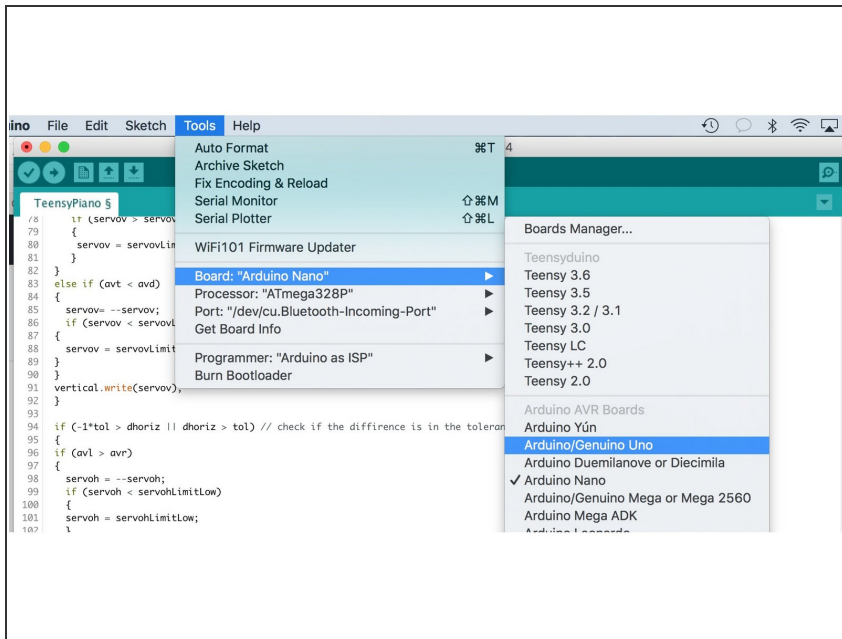 ino File Edit Sketch Tools Help
4
TeensyPiano §
Auto Format ⌘T
Archive Sketch
Fix Encoding & Reload
Serial Monitor ⇧⌘M
Serial Plotter ⇧⌘L
WiFi101 Firmware Updater
Board: "Arduino Nano"
Processor: "ATmega328P"
Port: "/dev/cu.Bluetooth-Incoming-Port"
Get Board Info
Programmer: "Arduino as ISP"
Burn Bootloader
Boards Manager...
Teensyduino
Teensy 3.6
Teensy 3.5
Teensy 3.2 / 3.1
Teensy 3.0
Teensy LC
Teensy++ 2.0
Teensy 2.0
Arduino AVR Boards
Arduino Yún
Arduino/Genuino Uno
Arduino Duemilanove or Diecimila
✓ Arduino Nano
Arduino/Genuino Mega or Mega 2560
Arduino Mega ADK
Arduino Leonardo
78 if (servov > servov
79 {
80 servov = servovLim
81 }
82 }
83 else if (avt < avd)
84 {
85 servov= --servov;
86 if (servov < servovL
87 {
88 servov = servovLimit
89 }
90 }
91 vertical.write(servov);
92 }
93
94 if (-1*tol > dhoriz || dhoriz > tol) // check if the diffirence is in the toleran
95 {
96 if (avl > avr)
97 {
98 servoh = --servoh;
99 if (servoh < servohLimitLow)
100 {
101 servoh = servohLimitLow;
102 }